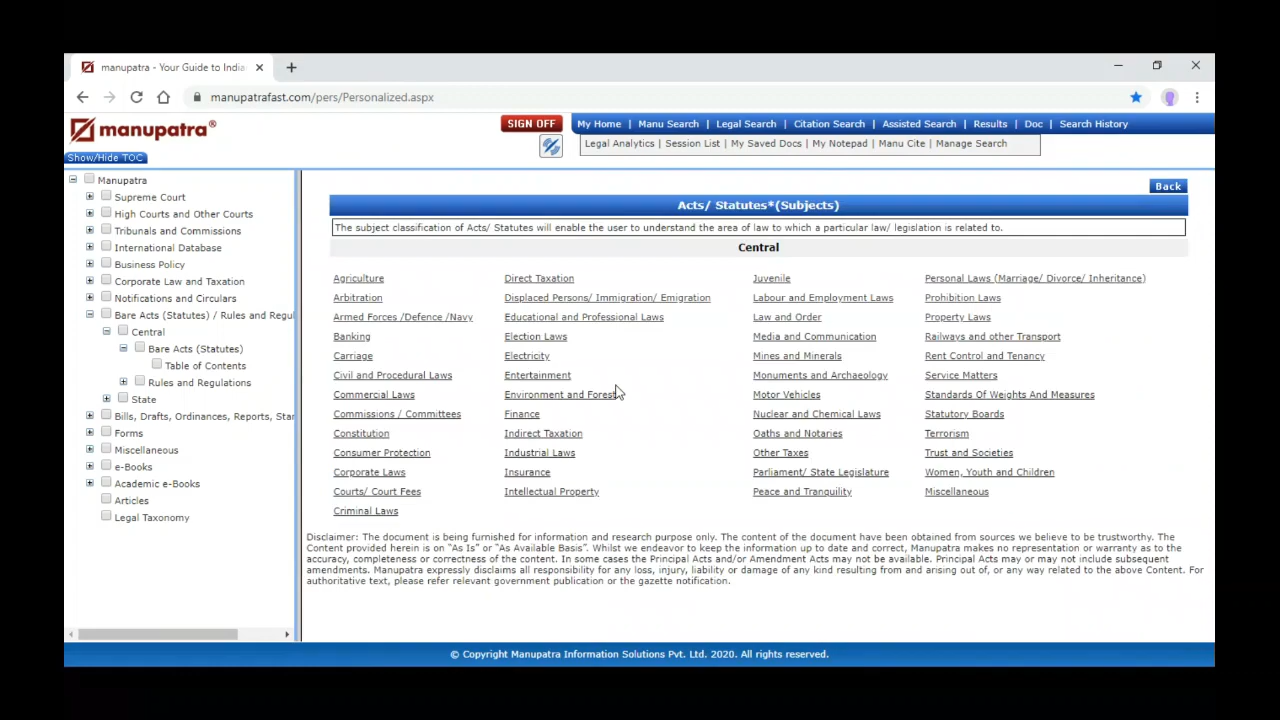 manupatra - Your Guide to India
manupatrafast.com/pers/Personalized.aspx
manupatra®
SIGN OFF
My Home | Manu Search | Legal Search | Citation Search | Assisted Search | Results | Doc | Search History
Legal Analytics | Session List | My Saved Docs | My Notepad | Manu Cite | Manage Search
Show/Hide TOC
Manupatra
Supreme Court
High Courts and Other Courts
Tribunals and Commissions
International Database
Business Policy
Corporate Law and Taxation
Notifications and Circulars
Bare Acts (Statutes) / Rules and Regul
Central
Bare Acts (Statutes)
Table of Contents
Rules and Regulations
State
Bills, Drafts, Ordinances, Reports, Star
Forms
Miscellaneous
e-Books
Academic e-Books
Articles
Legal Taxonomy
Back
Acts/ Statutes*(Subjects)
The subject classification of Acts/ Statutes will enable the user to understand the area of law to which a particular law/ legislation is related to.
Central
Agriculture Direct Taxation Juvenile Personal Laws (Marriage/ Divorce/ Inheritance)
Arbitration Displaced Persons/ Immigration/ Emigration Labour and Employment Laws Prohibition Laws
Armed Forces /Defence /Navy Educational and Professional Laws Law and Order Property Laws
Banking Election Laws Media and Communication Railways and other Transport
Carriage Electricity Mines and Minerals Rent Control and Tenancy
Civil and Procedural Laws Entertainment Monuments and Archaeology Service Matters
Commercial Laws Environment and Forest Motor Vehicles Standards Of Weights And Measures
Commissions / Committees Finance Nuclear and Chemical Laws Statutory Boards
Constitution Indirect Taxation Oaths and Notaries Terrorism
Consumer Protection Industrial Laws Other Taxes Trust and Societies
Corporate Laws Insurance Parliament/ State Legislature Women, Youth and Children
Courts/ Court Fees Intellectual Property Peace and Tranquility Miscellaneous
Criminal Laws
Disclaimer: The document is being furnished for information and research purpose only. The content of the document have been obtained from sources we believe to be trustworthy. The
Content provided herein is on "As Is" or "As Available Basis". Whilst we endeavor to keep the information up to date and correct, Manupatra makes no representation or warranty as to the
accuracy, completeness or correctness of the content. In some cases the Principal Acts and/or Amendment Acts may not be available. Principal Acts may or may not include subsequent
amendments. Manupatra expressly disclaims all responsibility for any loss, injury, liablity or damage of any kind resulting from and arising out of, or any way related to the above Content. For
authoritative text, please refer relevant government publication or the gazette notification.
© Copyright Manupatra Information Solutions Pvt. Ltd. 2020. All rights reserved.